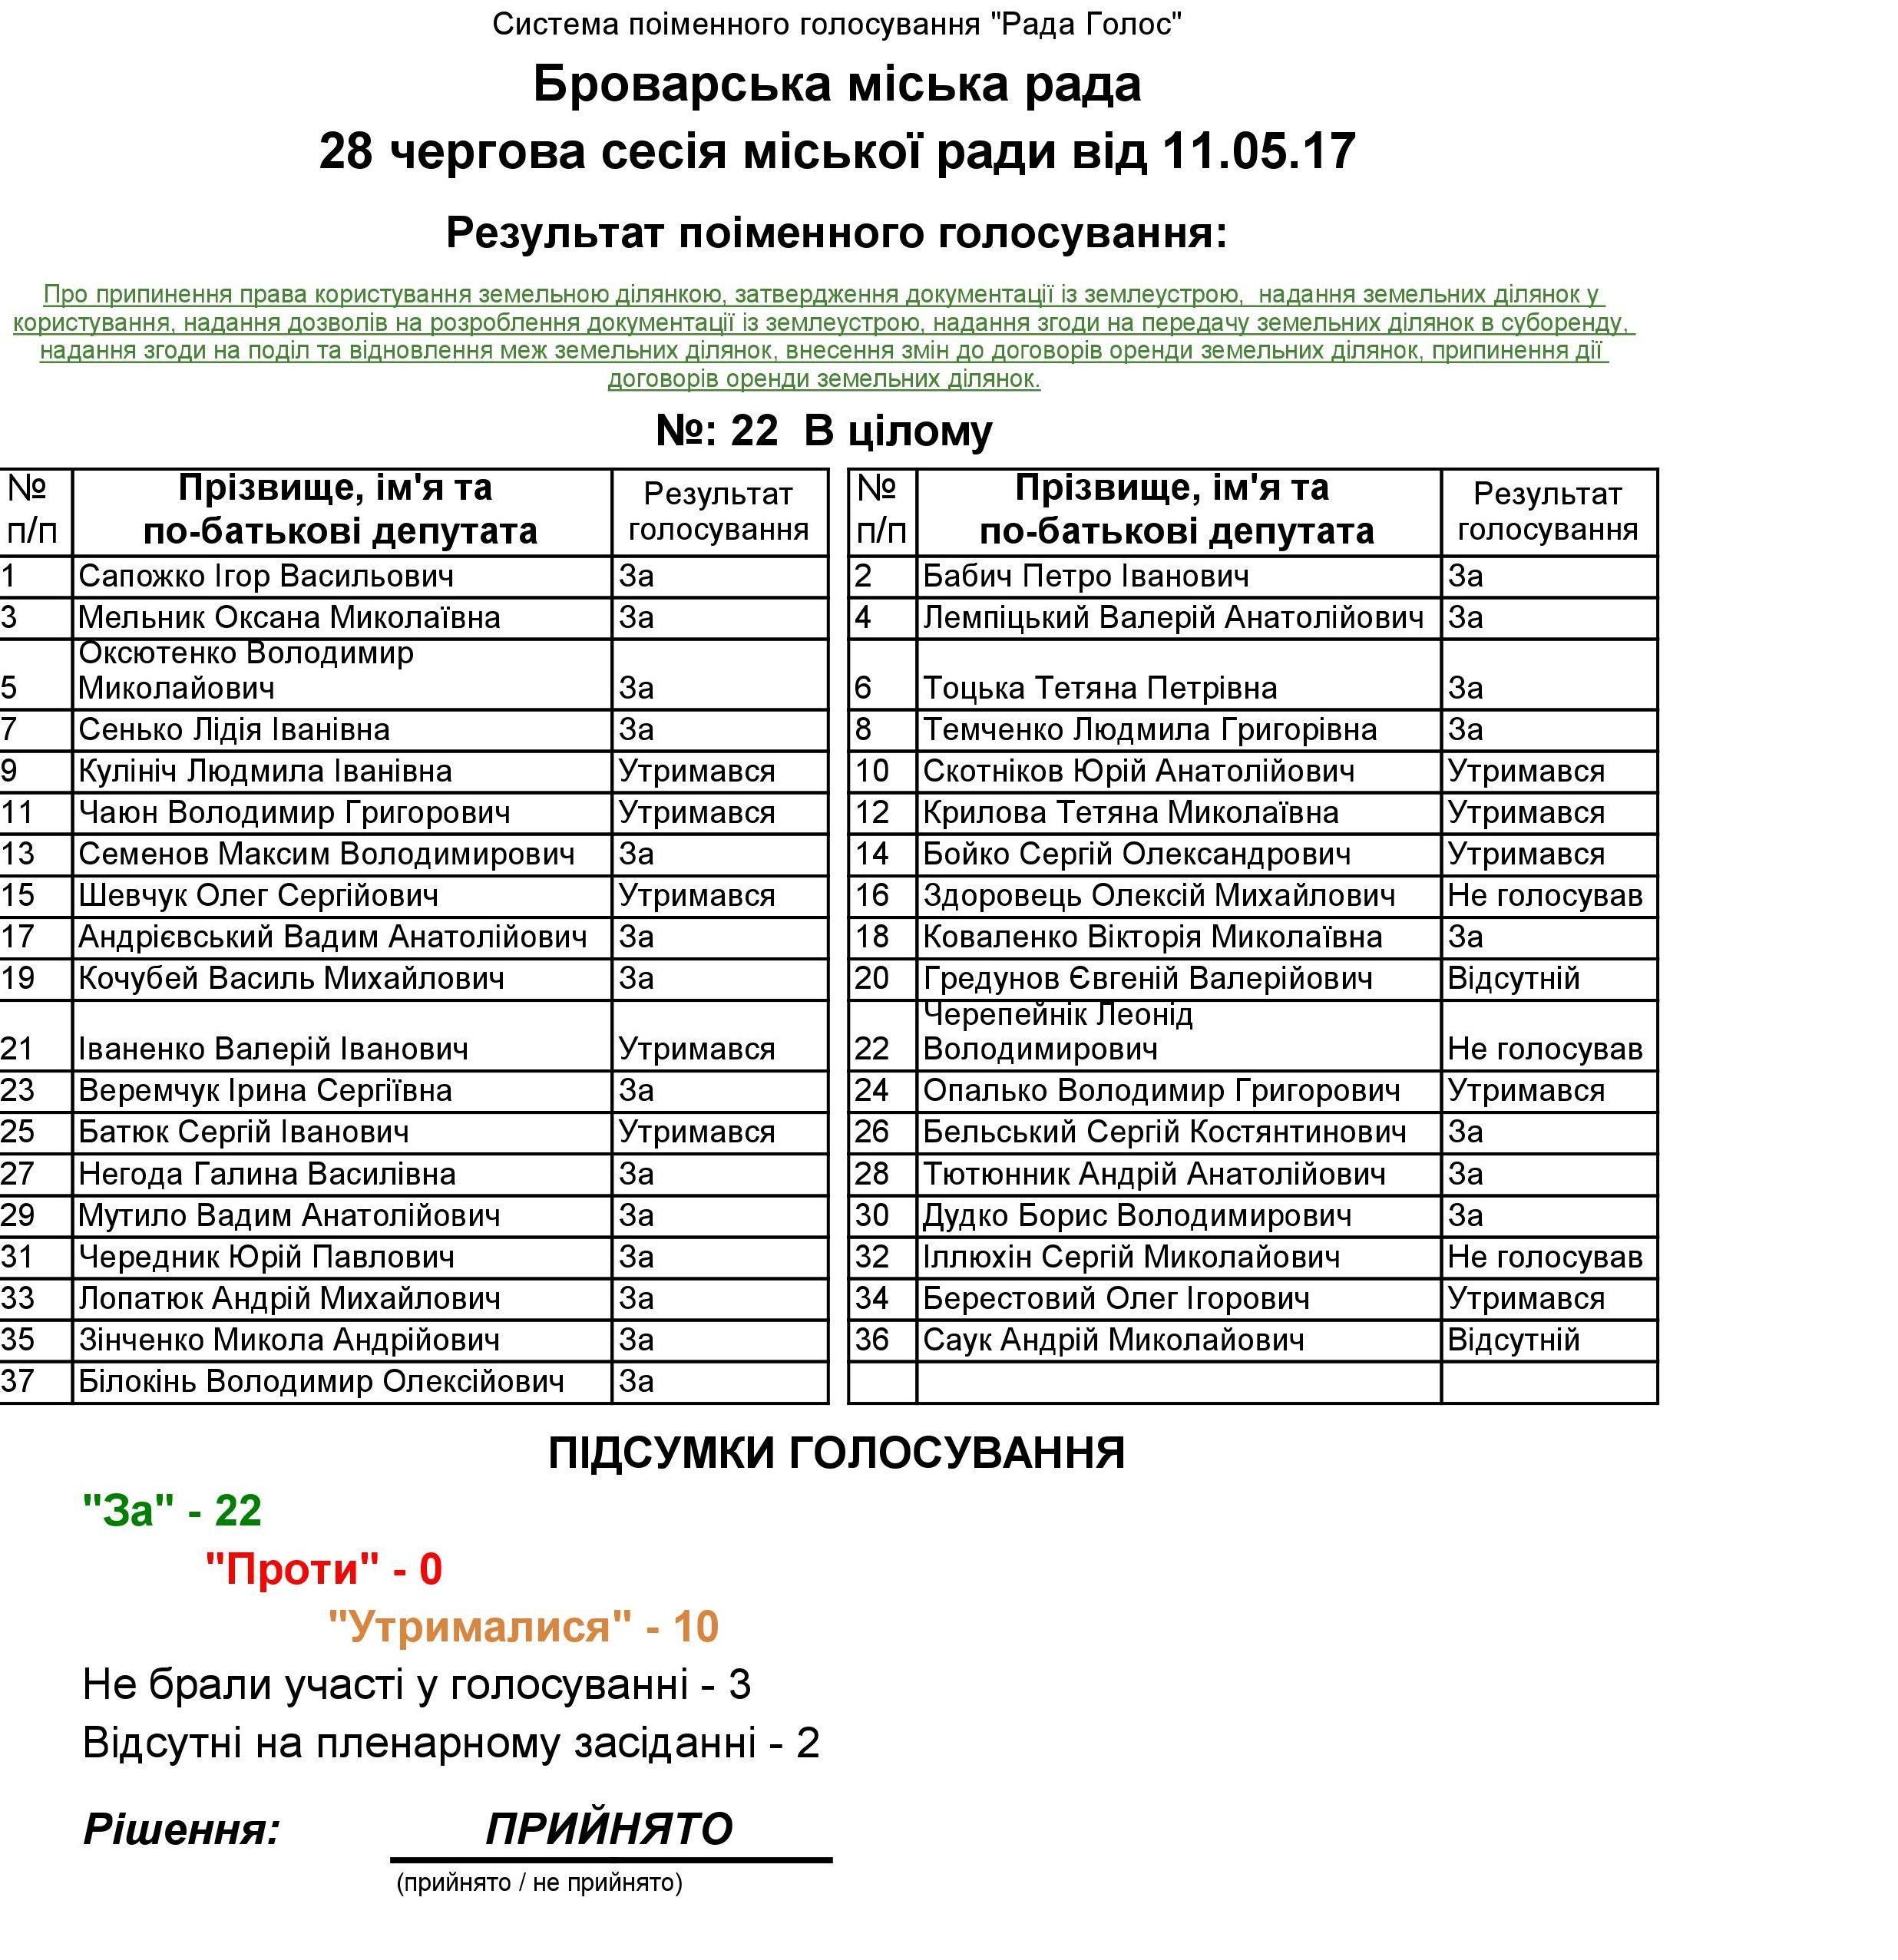 Система поіменного голосування "Рада Голос"
Броварська міська рада
28 чергова сесія міської ради від 11.05.17
Результат поіменного голосування:
Про припинення права користування земельною ділянкою, затвердження документації із землеустрою,  надання земельних ділянок у
користування, надання дозволів на розроблення документації із землеустрою, надання згоди на передачу земельних ділянок в суборенду,
надання згоди на поділ та відновлення меж земельних ділянок, внесення змін до договорів оренди земельних ділянок, припинення дії
договорів оренди земельних ділянок.
№: 22  В цілому
№ п/п Прізвище, ім'я та по-батькові депутата Результат голосування № п/п Прізвище, ім'я та по-батькові депутата Результат голосування
1 Сапожко Ігор Васильович За 2 Бабич Петро Іванович За
3 Мельник Оксана Миколаївна За 4 Лемпіцький Валерій Анатолійович За
Оксютенко Володимир
5 Миколайович За 6 Тоцька Тетяна Петрівна За
7 Сенько Лідія Іванівна За 8 Темченко Людмила Григорівна За
9 Кулініч Людмила Іванівна Утримався 10 Скотніков Юрій Анатолійович Утримався
11 Чаюн Володимир Григорович Утримався 12 Крилова Тетяна Миколаївна Утримався
13 Семенов Максим Володимирович За 14 Бойко Сергій Олександрович Утримався
15 Шевчук Олег Сергійович Утримався 16 Здоровець Олексій Михайлович Не голосував
17 Андрієвський Вадим Анатолійович За 18 Коваленко Вікторія Миколаївна За
19 Кочубей Василь Михайлович За 20 Гредунов Євгеній Валерійович Відсутній
Черепейнік Леонід
21 Іваненко Валерій Іванович Утримався 22 Володимирович Не голосував
23 Веремчук Ірина Сергіївна За 24 Опалько Володимир Григорович Утримався
25 Батюк Сергій Іванович Утримався 26 Бельський Сергій Костянтинович За
27 Негода Галина Василівна За 28 Тютюнник Андрій Анатолійович За
29 Мутило Вадим Анатолійович За 30 Дудко Борис Володимирович За
31 Чередник Юрій Павлович За 32 Іллюхін Сергій Миколайович Не голосував
33 Лопатюк Андрій Михайлович За 34 Берестовий Олег Ігорович Утримався
35 Зінченко Микола Андрійович За 36 Саук Андрій Миколайович Відсутній
37 Білокінь Володимир Олексійович За
ПІДСУМКИ ГОЛОСУВАННЯ
"За" - 22
"Проти" - 0
"Утрималися" - 10
Не брали участі у голосуванні - 3
Відсутні на пленарному засіданні - 2
Рішення: ПРИЙНЯТО
(прийнято / не прийнято)